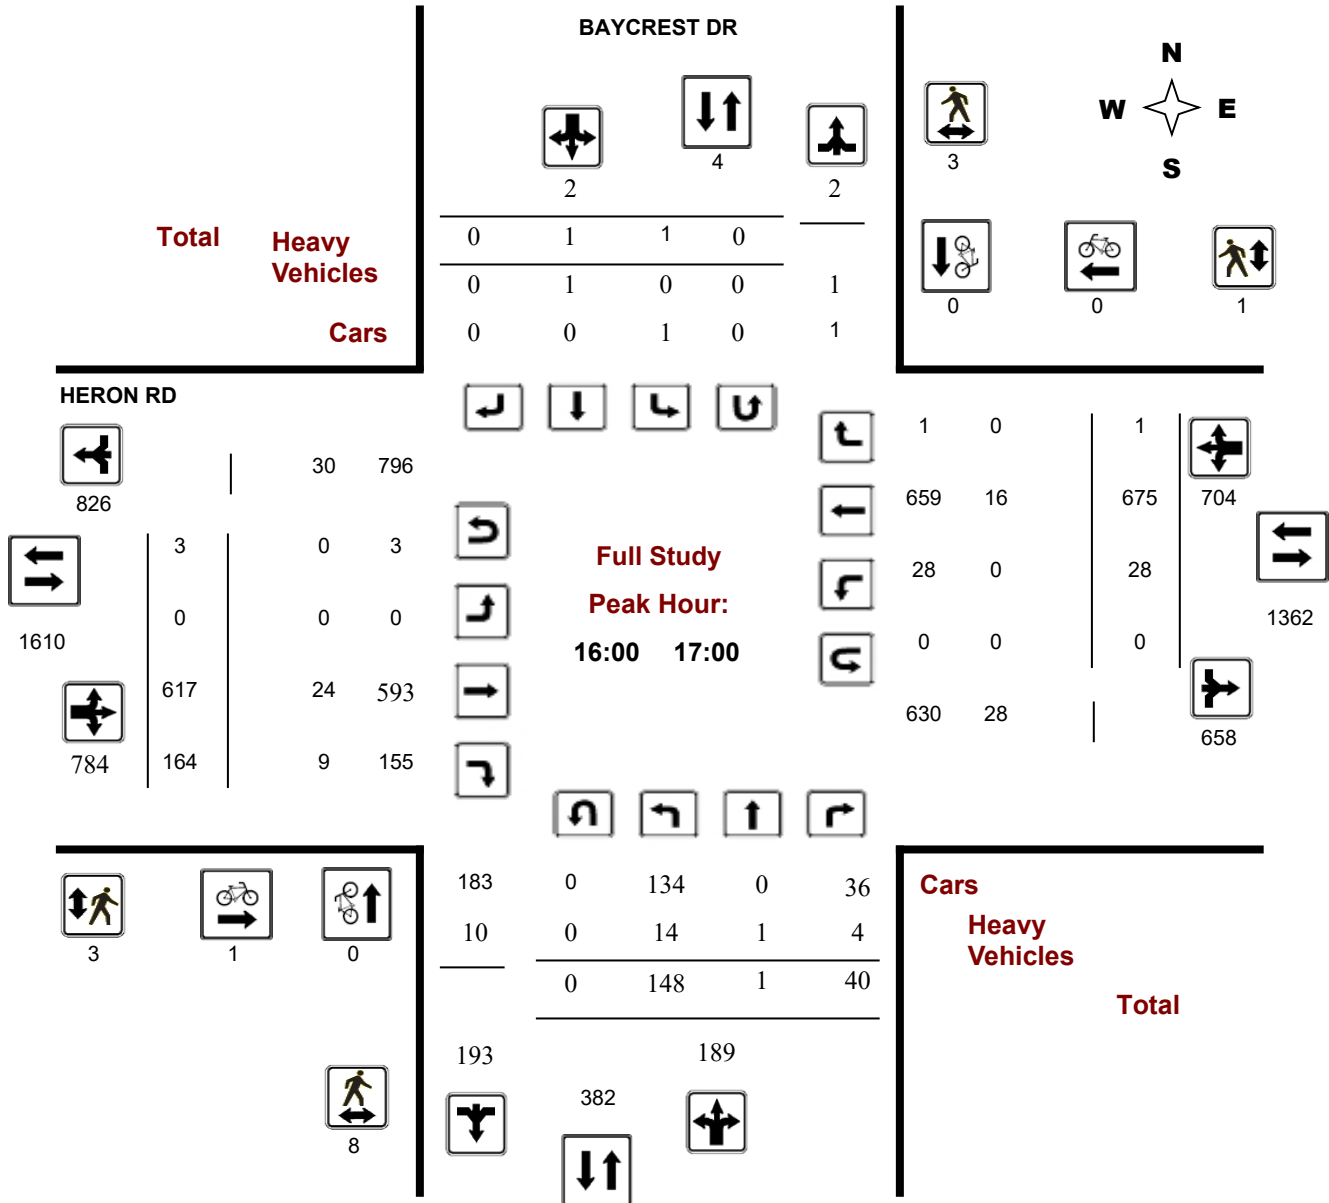 BAYCREST DR
N
W E
S
4
3
2 2
Total Heavy Vehicles
0 1 1 0
0 1 0 0 1
Cars 0 0 1 0 1
0 0 1
HERON RD
30 796
826
3 0 3
0 0 0
1610
617 24 593
784
164 9 155
Full Study
Peak Hour:
16:00 17:00
1 0 1
659 16 675 704
28 0 28
1362
0 0 0
630 28
658
183 0 134 0 36
10 0 14 1 4
0 148 1 40
Cars
Heavy
Vehicles
Total
3 1 0
193 189
382
8